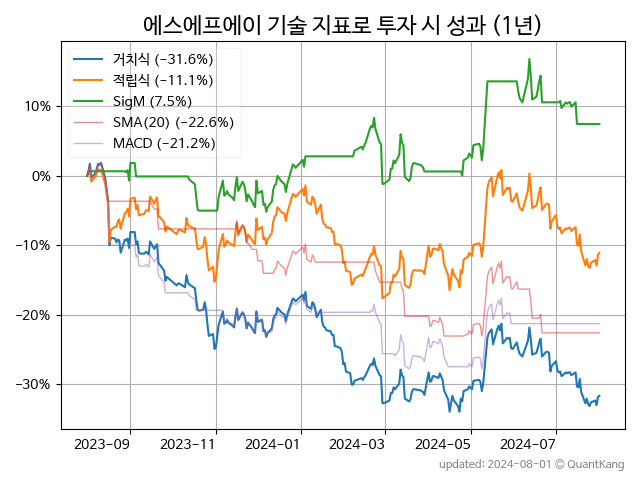 에스에프에이 기술 지표로 투자 시 성과 (1년)
거치식 (−31.6%)
적립식 (−11.1%)
SigM (7.5%)
SMA(20) (−22.6%)
MACD (−21.2%)
10%
0%
−10%
−20%
−30%
2023-09 2023-11 2024-01 2024-03 2024-05 2024-07
updated: 2024-08-01 © QuantKang